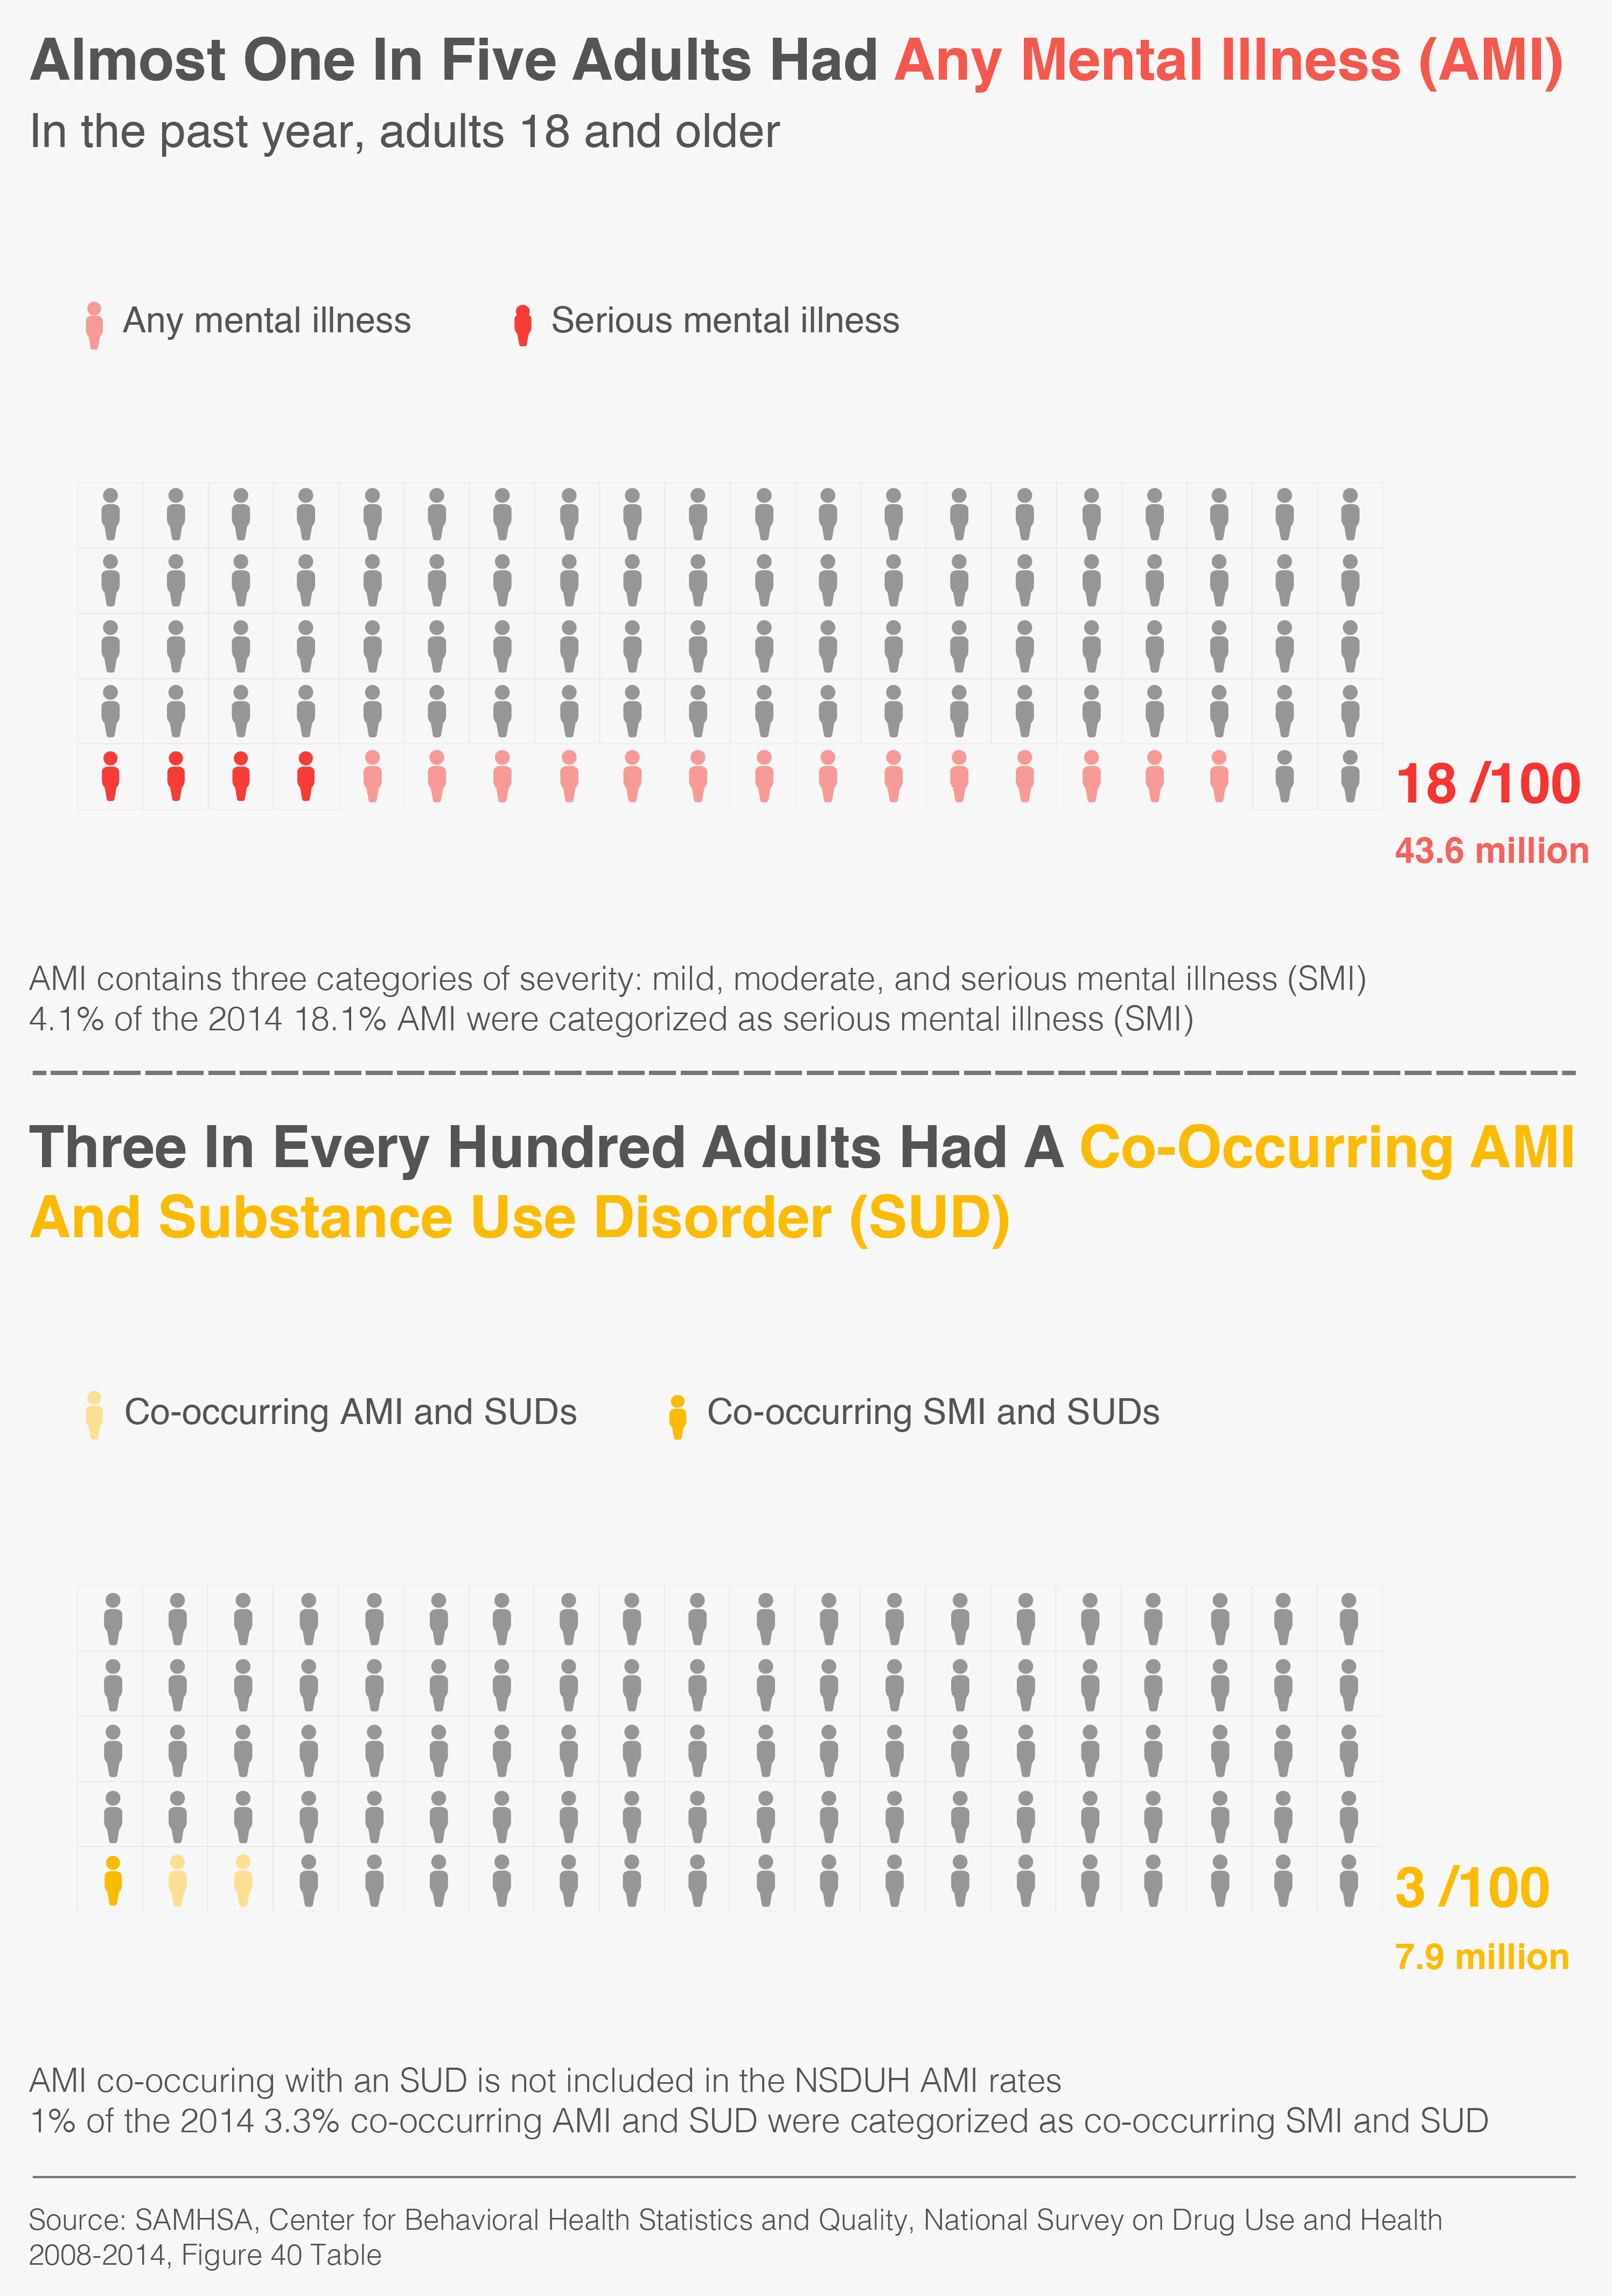 Almost One In Five Adults Had Any Mental Illness (AMI)
In the past year, adults 18 and older
Any mental illness
Serious mental illness
18 /100
43.6 million
AMI contains three categories of severity: mild, moderate, and serious mental illness (SMI)
4.1% of the 2014 18.1% AMI were categorized as serious mental illness (SMI)
Three In Every Hundred Adults Had A Co-Occurring AMI
And Substance Use Disorder (SUD)
Co-occurring AMI and SUDs
Co-occurring SMI and SUDs
3 /100
7.9 million
AMI co-occuring with an SUD is not included in the NSDUH AMI rates
1% of the 2014 3.3% co-occurring AMI and SUD were categorized as co-occurring SMI and SUD
Source: SAMHSA, Center for Behavioral Health Statistics and Quality, National Survey on Drug Use and Health
2008-2014, Figure 40 Table